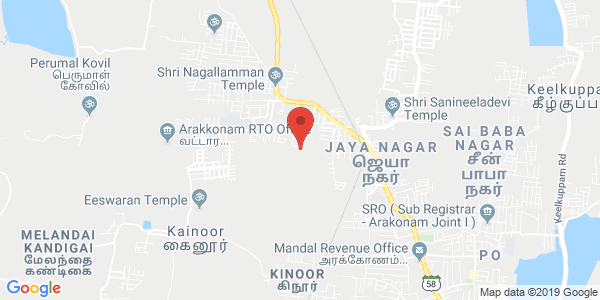 Perumal Kovil
பெருமாள்
கோவில்
Shri Nagallamman
Temple
Keelkuppam
கீழ்குப்ப
Shri Sanineeladevi
Temple
Arakkonam RTO Office
வட்டார...
JAYA NAGAR
ஜெயா
நகர்
SAI BABA
NAGAR
சீன்
பாபா
நகர்
Keelkuppam Rd
Eeswaran Temple
SRO ( Sub Registrar
- Arakonam Joint I )
MELANDAI
KANDIGAI
மேலந்தை
கண்டிகை
Kainoor
கைனூர்
Mandal Revenue Office
அரக்கோணம்...
PO
KINOOR
கிநூர்
58
Google
Map data ©2019 Google